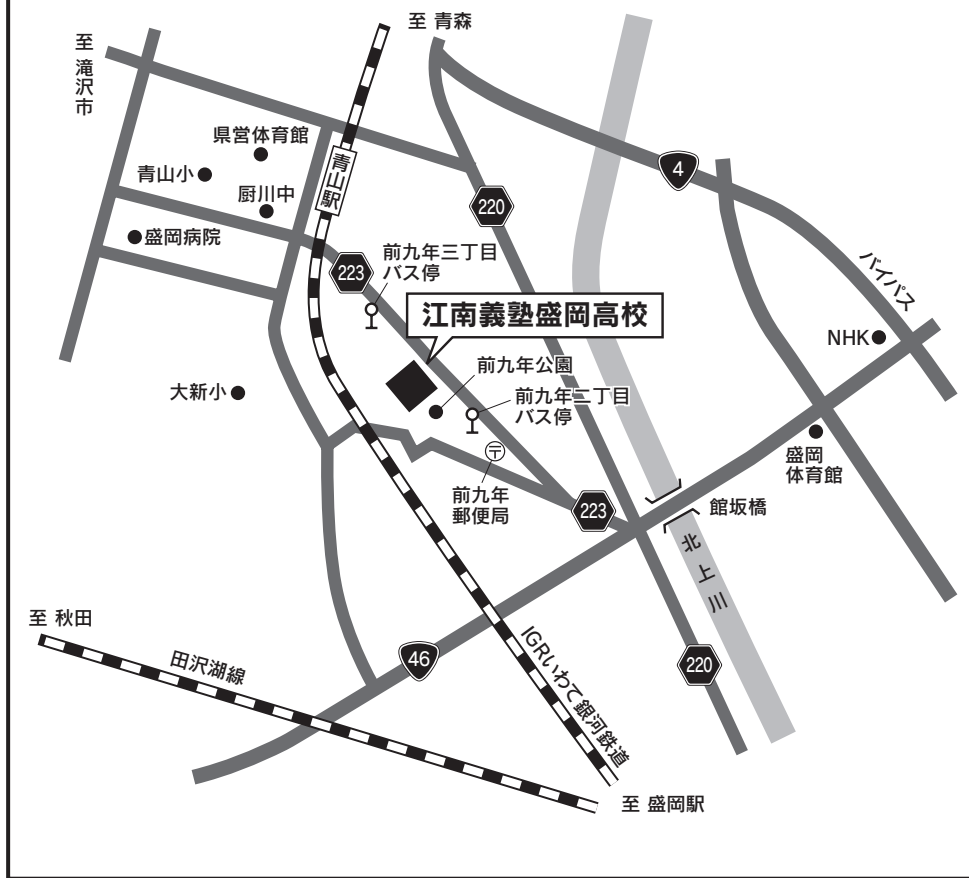 至 青森
至 滝沢市
県営体育館
青山小
厨川中
盛岡病院
青山駅
220
4
223
前九年三丁目
バス停
バイパス
江南義塾盛岡高校
NHK
前九年公園
大新小
前九年二丁目
バス停
盛岡
体育館
前九年
郵便局
223
館坂橋
北上川
至 秋田
田沢湖線
46
IGRいわて銀河鉄道
220
至 盛岡駅